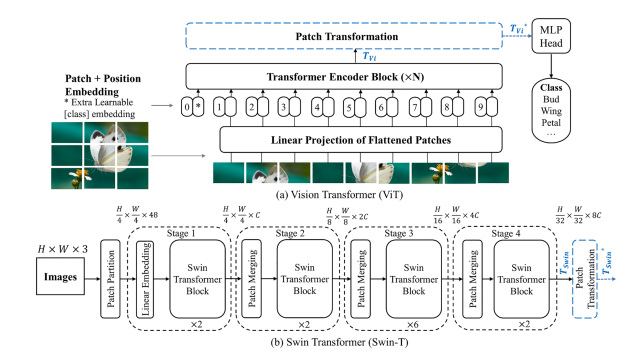 Patch Transformation
T_Vi*
MLP
Head
T_Vi
Patch + Position
Embedding
* Extra Learnable
[class] embedding
Transformer Encoder Block (×N)
0 * 1 2 3 4 5 6 7 8 9
Class
Bud
Wing
Petal
...
Linear Projection of Flattened Patches
(a) Vision Transformer (ViT)
H/4 × W/4 × 48
H/4 × W/4 × C
H/8 × W/8 × 2C
H/16 × W/16 × 4C
H/32 × W/32 × 8C
H × W × 3
Images
Patch Partition
Stage 1
Linear Embedding
Swin
Transformer
Block
×2
Stage 2
Patch Merging
Swin
Transformer
Block
×2
Stage 3
Patch Merging
Swin
Transformer
Block
×6
Stage 4
Patch Merging
Swin
Transformer
Block
×2
T_Swin
Patch
Transformation
T_Swin*
(b) Swin Transformer (Swin-T)